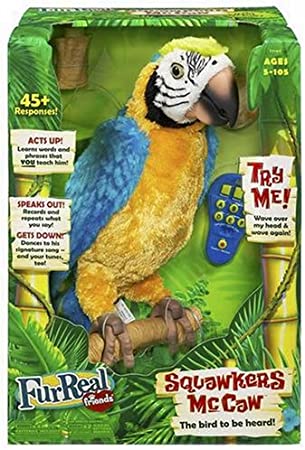 AGES
5-105
45+
Responses!
ACTS UP!
Learns words and
phrases that
YOU teach him!
SPEAKS OUT!
Records and
repeats what
you say!
GETS DOWN!
Dances to his
signature song –
and your tunes,
too!
TRY
ME!
Wave over
my head &
wave again!
FurReal
friends
SQUAWKERS
McCAW
The bird to be heard!